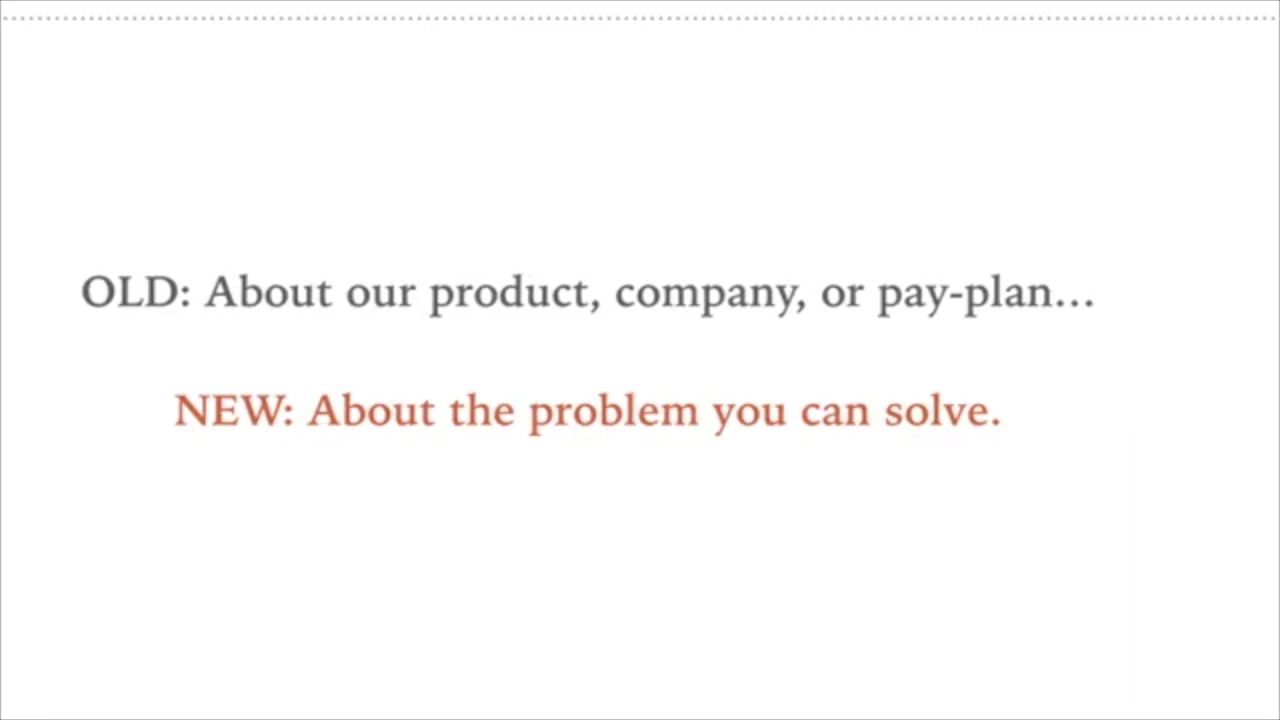 OLD: About our product, company, or pay-plan...
NEW: About the problem you can solve.